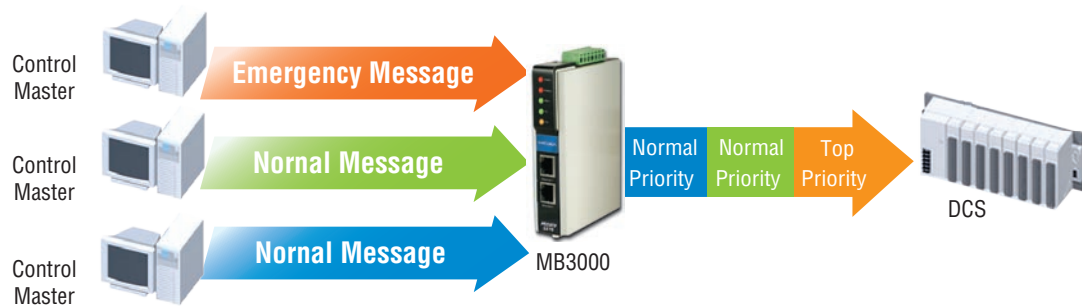 Control
Master
Emergency Message
Control
Master
Nornal Message
Control
Master
Nornal Message
MB3000
Normal
Priority
Normal
Priority
Top
Priority
DCS